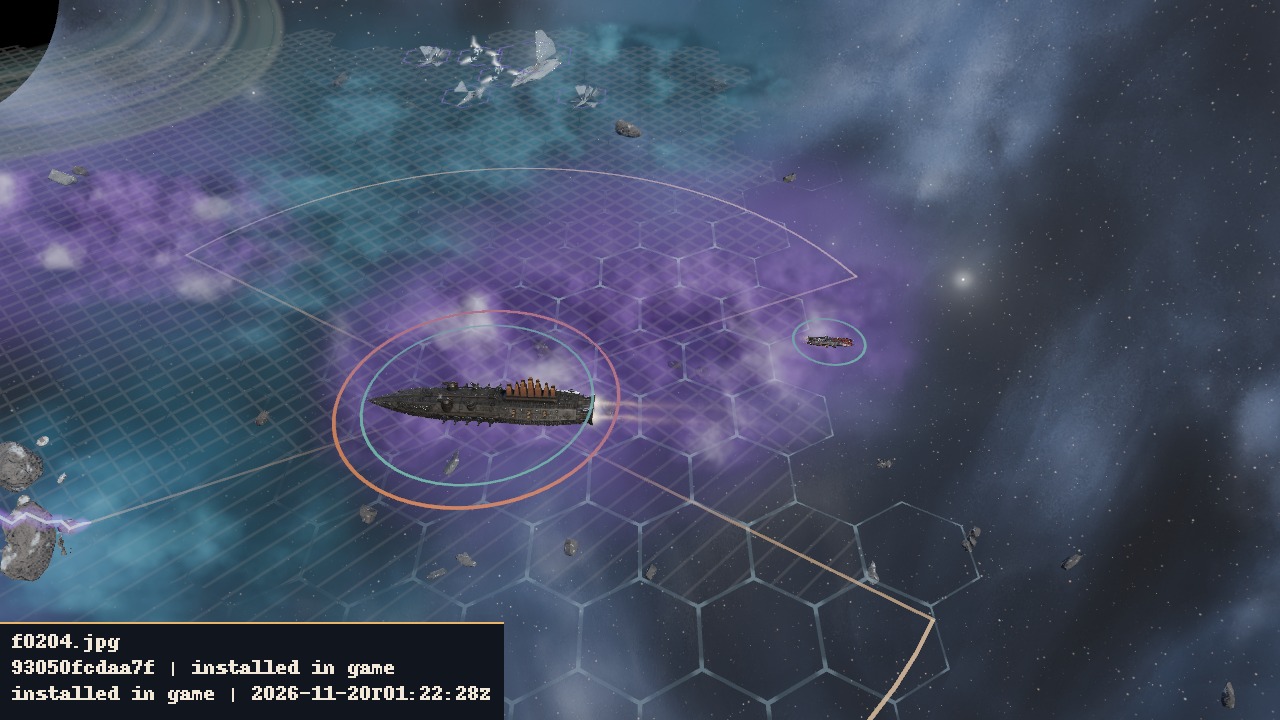 f0204.jpg
93050fcdaa7f | installed in game
installed in game | 2026-11-20T01:22:28Z